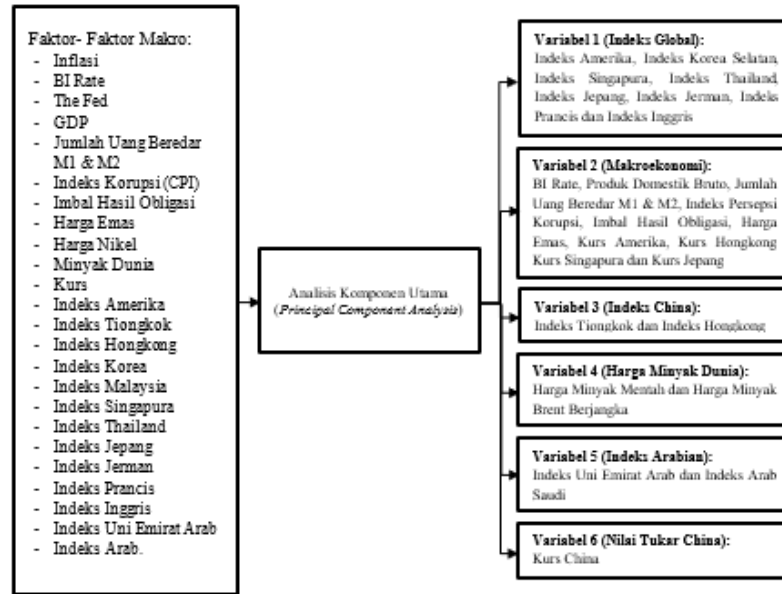 Faktor- Faktor Makro:
- Inflasi
- BI Rate
- The Fed
- GDP
- Jumlah Uang Beredar
M1 & M2
- Indeks Korupsi (CPI)
- Imbal Hasil Obligasi
- Harga Emas
- Harga Nikel
- Minyak Dunia
- Kurs
- Indeks Amerika
- Indeks Tiongkok
- Indeks Hongkong
- Indeks Korea
- Indeks Malaysia
- Indeks Singapura
- Indeks Thailand
- Indeks Jepang
- Indeks Jerman
- Indeks Prancis
- Indeks Inggris
- Indeks Uni Emirat Arab
- Indeks Arab.
Analisis Komponen Utama
(Principal Component Analysis)
Variabel 1 (Indeks Global):
Indeks Amerika, Indeks Korea Selatan,
Indeks Singapura, Indeks Thailand,
Indeks Jepang, Indeks Jerman, Indeks
Prancis dan Indeks Inggris
Variabel 2 (Makroekonomi):
BI Rate, Produk Domestik Bruto, Jumlah
Uang Beredar M1 & M2, Indeks Persepsi
Korupsi, Imbal Hasil Obligasi, Harga
Emas, Kurs Amerika, Kurs Hongkong
Kurs Singapura dan Kurs Jepang
Variabel 3 (Indeks China):
Indeks Tiongkok dan Indeks Hongkong
Variabel 4 (Harga Minyak Dunia):
Harga Minyak Mentah dan Harga Minyak
Brent Berjangka
Variabel 5 (Indeks Arabian):
Indeks Uni Emirat Arab dan Indeks Arab
Saudi
Variabel 6 (Nilai Tukar China):
Kurs China